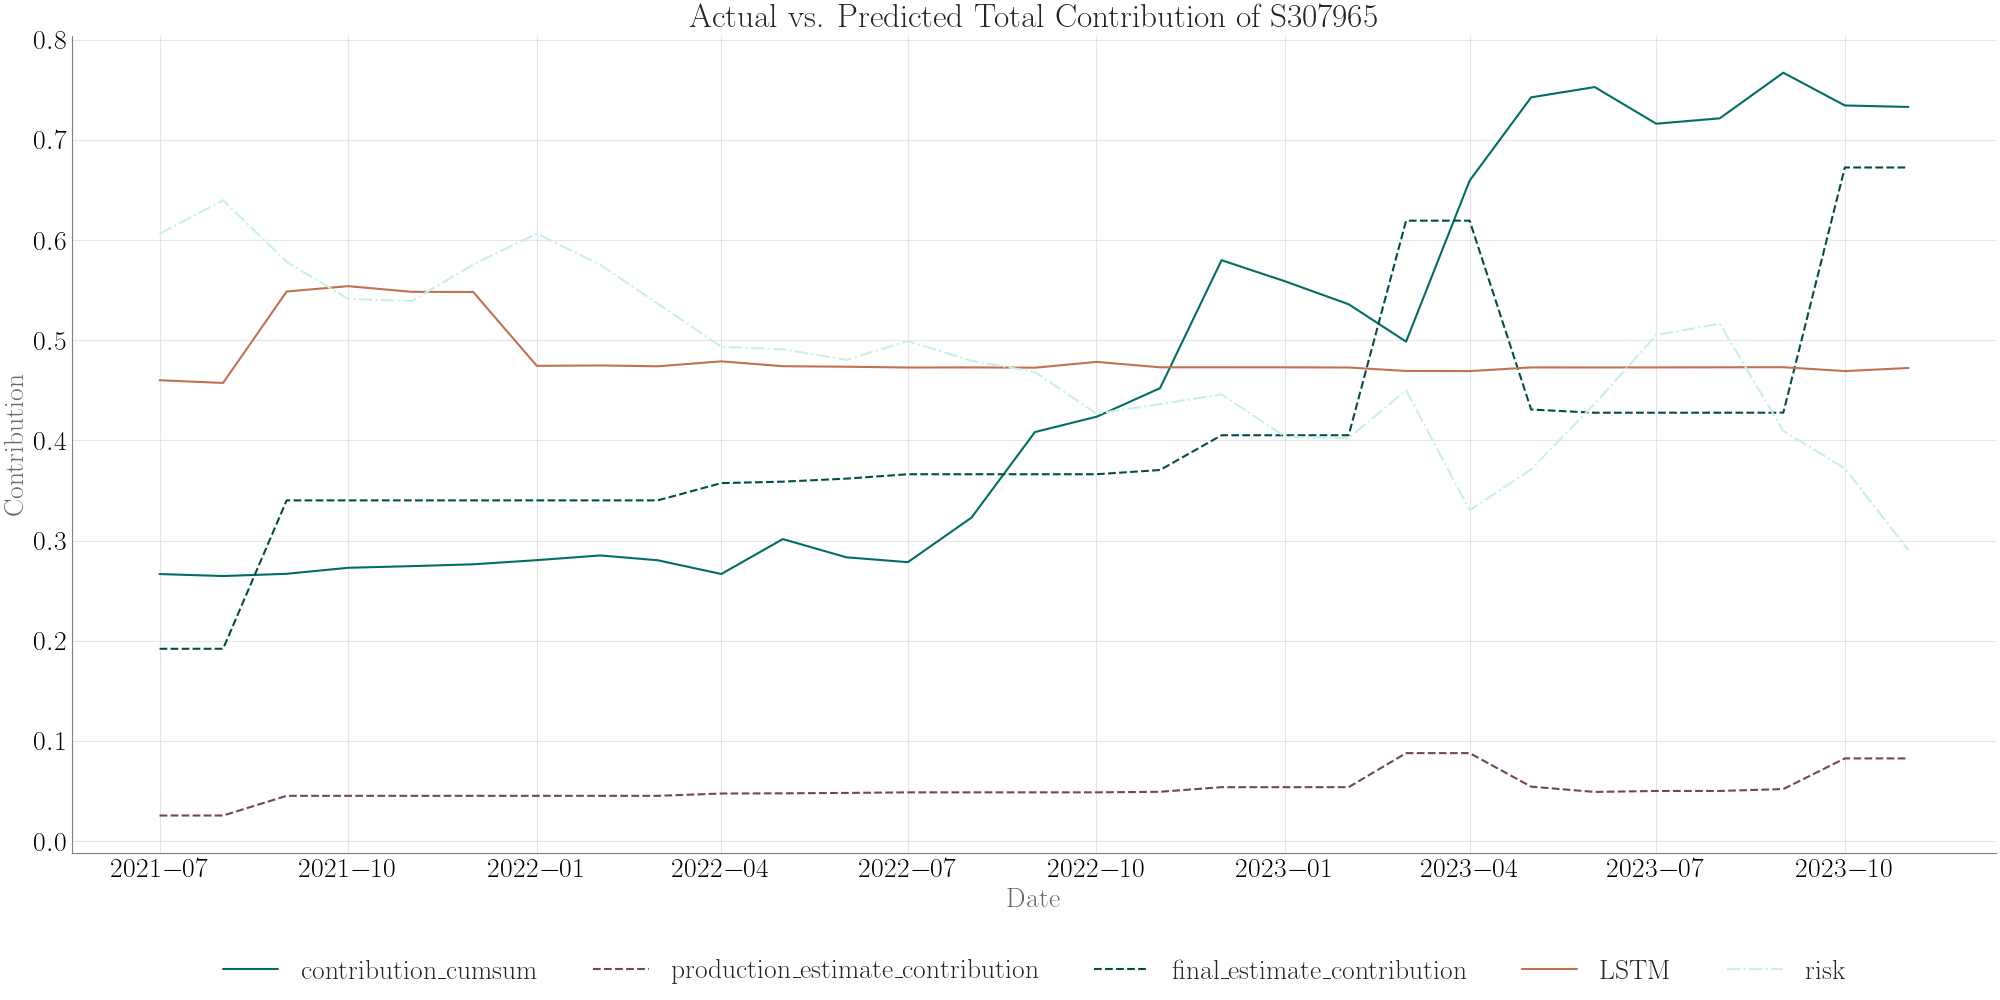 Actual vs. Predicted Total Contribution of S307965
0.8
0.7
0.6
0.5
0.4
0.3
0.2
0.1
0.0
Contribution
2021−07 2021−10 2022−01 2022−04 2022−07 2022−10 2023−01 2023−04 2023−07 2023−10
Date
contribution_cumsum production_estimate_contribution final_estimate_contribution LSTM risk